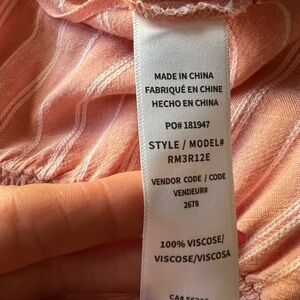 MADE IN CHINA
FABRIQUÉ EN CHINE
HECHO EN CHINA
PO# 181947
STYLE / MODEL#
RM3R12E
VENDOR CODE / CODE
VENDEUR#
2678
100% VISCOSE/
VISCOSE/VISCOSA